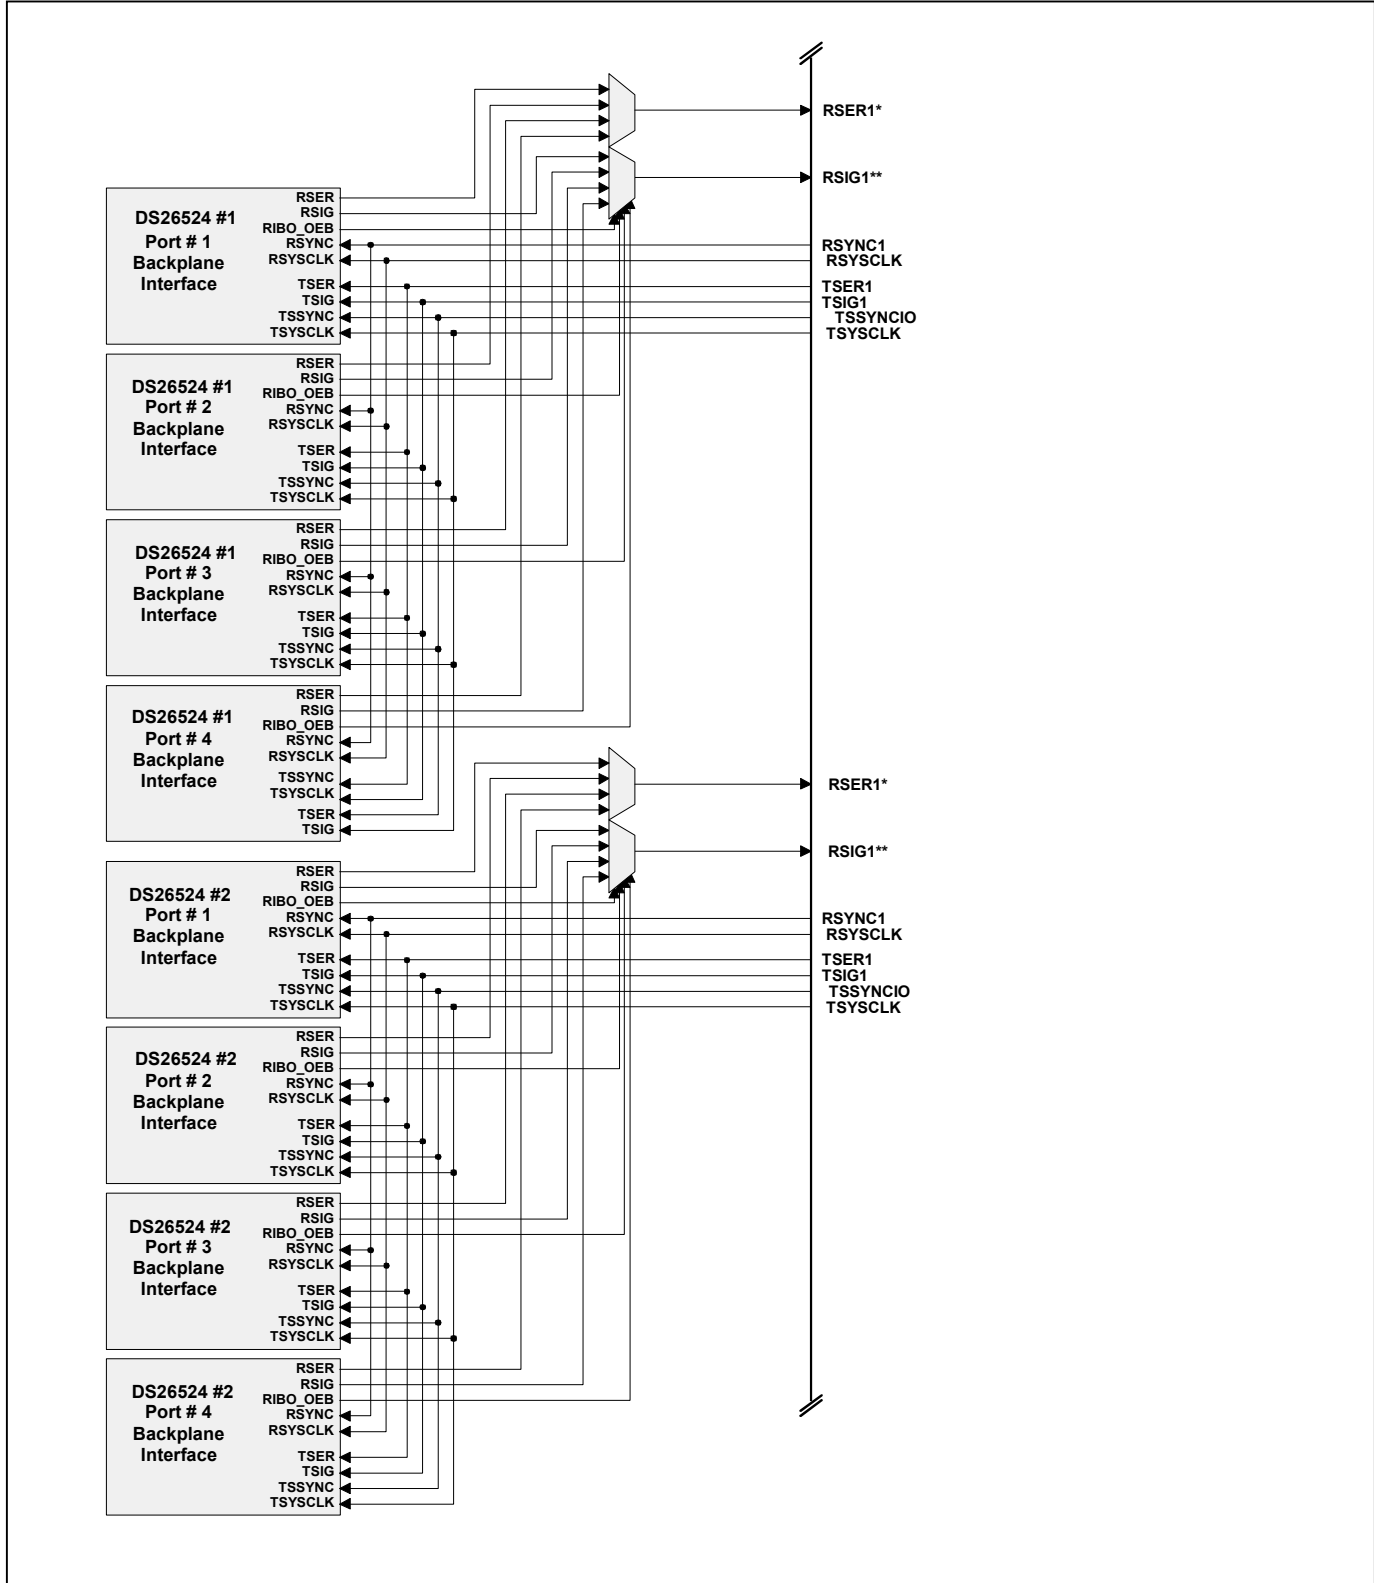 RSER1*
RSIG1**
DS26524 #1
Port # 1
Backplane
Interface
RSER
RSIG
RIBO_OEB
RSYNC
RSYSCLK
TSER
TSIG
TSSYNC
TSYSCLK
RSYNC1
RSYSCLK
TSER1
TSIG1
TSSYNCIO
TSYSCLK
DS26524 #1
Port # 2
Backplane
Interface
RSER
RSIG
RIBO_OEB
RSYNC
RSYSCLK
TSER
TSIG
TSSYNC
TSYSCLK
DS26524 #1
Port # 3
Backplane
Interface
RSER
RSIG
RIBO_OEB
RSYNC
RSYSCLK
TSER
TSIG
TSSYNC
TSYSCLK
DS26524 #1
Port # 4
Backplane
Interface
RSER
RSIG
RIBO_OEB
RSYNC
RSYSCLK
TSSYNC
TSYSCLK
TSER
TSIG
RSER1*
RSIG1**
DS26524 #2
Port # 1
Backplane
Interface
RSER
RSIG
RIBO_OEB
RSYNC
RSYSCLK
TSER
TSIG
TSSYNC
TSYSCLK
RSYNC1
RSYSCLK
TSER1
TSIG1
TSSYNCIO
TSYSCLK
DS26524 #2
Port # 2
Backplane
Interface
RSER
RSIG
RIBO_OEB
RSYNC
RSYSCLK
TSER
TSIG
TSSYNC
TSYSCLK
DS26524 #2
Port # 3
Backplane
Interface
RSER
RSIG
RIBO_OEB
RSYNC
RSYSCLK
TSER
TSIG
TSSYNC
TSYSCLK
DS26524 #2
Port # 4
Backplane
Interface
RSER
RSIG
RIBO_OEB
RSYNC
RSYSCLK
TSER
TSIG
TSSYNC
TSYSCLK